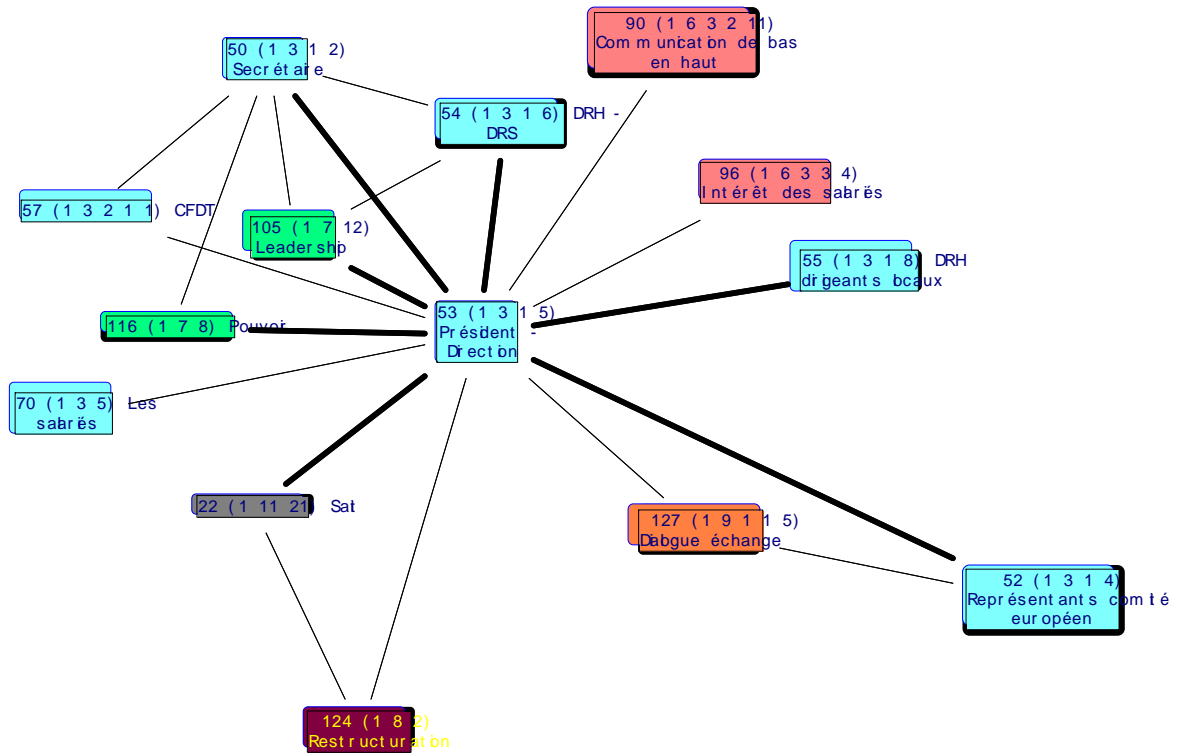 90 (1 6 3 2 11)
Communication de bas
en haut
50 (1 3 1 2)
Secrétaire
54 (1 3 1 6) DRH -
DRS
96 (1 6 3 3 4)
Intérêt des salariés
57 (1 3 2 1 1) CFDT
105 (1 7 12)
Leadership
55 (1 3 1 8) DRH
dirigeants locaux
53 (1 3 1 5)
Président -
Direction
116 (1 7 8) Pouvoir
70 (1 3 5) Les
salariés
22 (1 11 21) Sat
127 (1 9 1 1 5)
Dialogue échange
52 (1 3 1 4)
Représentants comité
européen
124 (1 8 2)
Restructuration